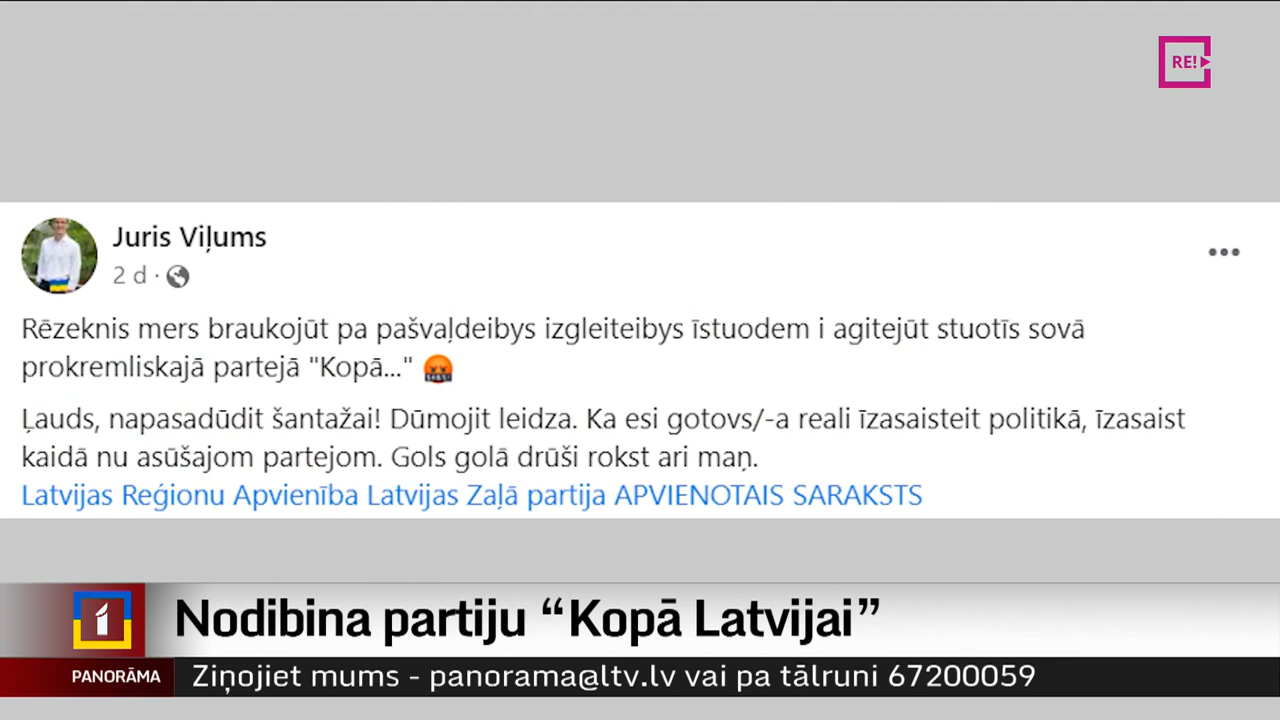 RE!
Juris Viļums
2 d ·
Rēzeknis mers braukojūt pa pašvaļdeibys izgleiteibys īstuodem i agitejūt stuotīs sovā
prokremliskajā partejā "Kopā..."
Ļauds, napasadūdit šantažai! Dūmojit leidza. Ka esi gotovs/-a reali īzasaisteit politikā, īzasaist
kaidā nu asūšajom partejom. Gols golā drūši rokst ari maņ.
Latvijas Reģionu Apvienība Latvijas Zaļā partija APVIENOTAIS SARAKSTS
1
Nodibina partiju “Kopā Latvijai”
PANORĀMA
Ziņojiet mums - panorama@ltv.lv vai pa tālruni 67200059